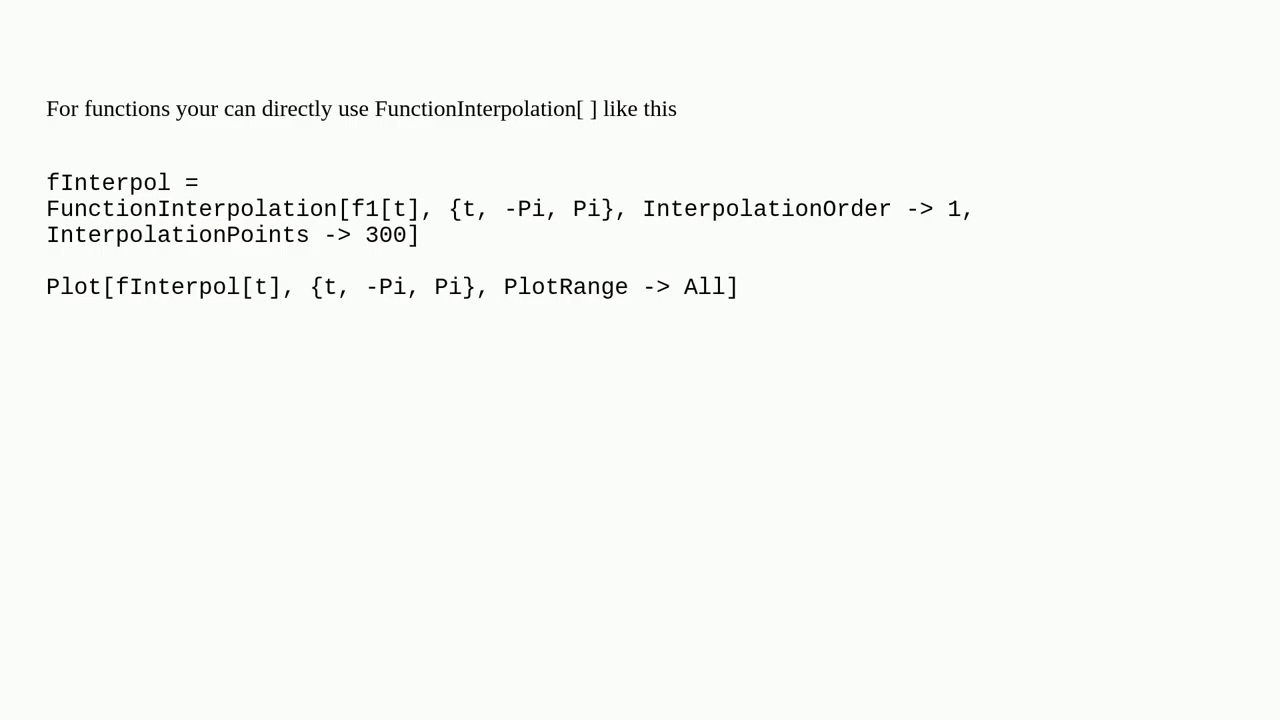 For functions your can directly use FunctionInterpolation[ ] like this
fInterpol =
FunctionInterpolation[f1[t], {t, -Pi, Pi}, InterpolationOrder -> 1,
InterpolationPoints -> 300]
Plot[fInterpol[t], {t, -Pi, Pi}, PlotRange -> All]